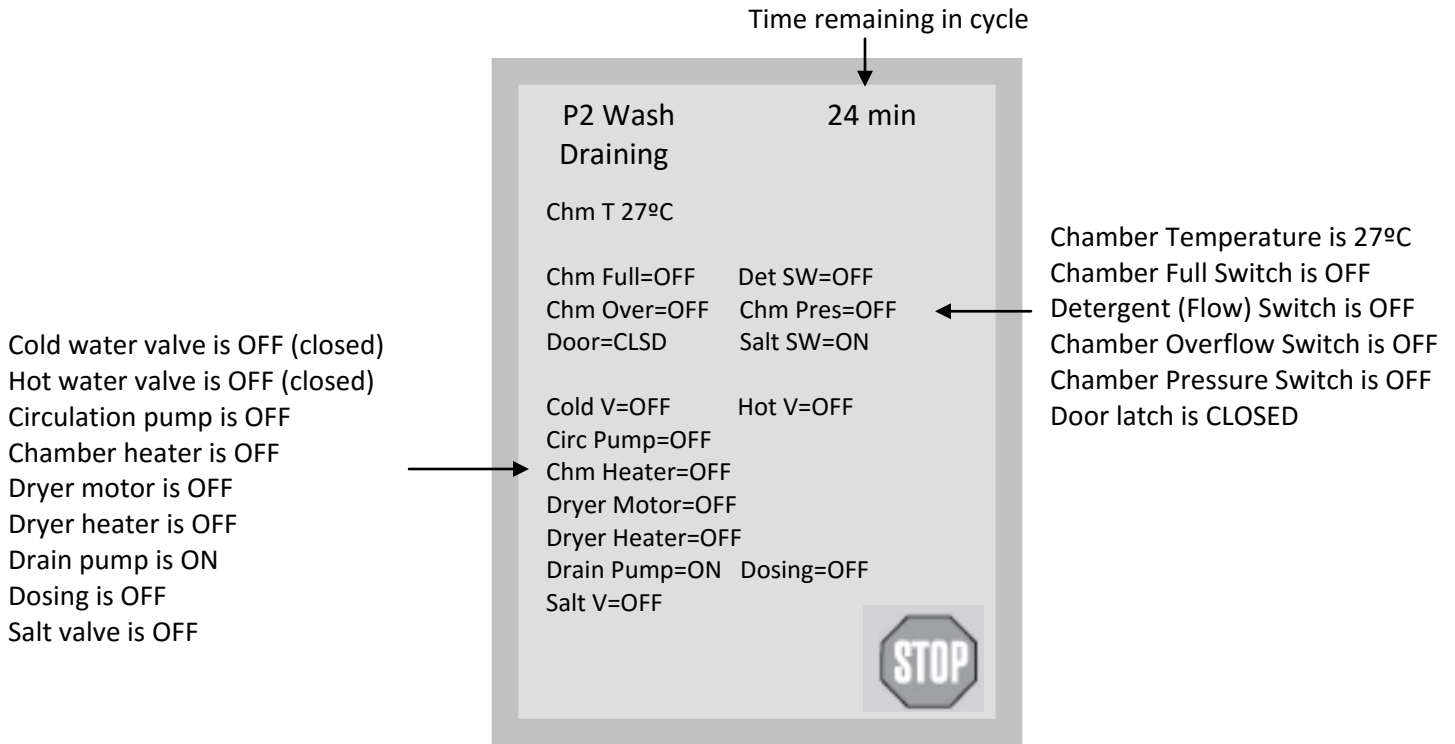 Time remaining in cycle
P2 Wash 24 min
Draining
Chm T 27ºC
Chm Full=OFF Det SW=OFF
Chm Over=OFF Chm Pres=OFF
Door=CLSD Salt SW=ON
Cold V=OFF Hot V=OFF
Circ Pump=OFF
Chm Heater=OFF
Dryer Motor=OFF
Dryer Heater=OFF
Drain Pump=ON Dosing=OFF
Salt V=OFF
STOP
Chamber Temperature is 27ºC
Chamber Full Switch is OFF
Detergent (Flow) Switch is OFF
Chamber Overflow Switch is OFF
Chamber Pressure Switch is OFF
Door latch is CLOSED
Cold water valve is OFF (closed)
Hot water valve is OFF (closed)
Circulation pump is OFF
Chamber heater is OFF
Dryer motor is OFF
Dryer heater is OFF
Drain pump is ON
Dosing is OFF
Salt valve is OFF